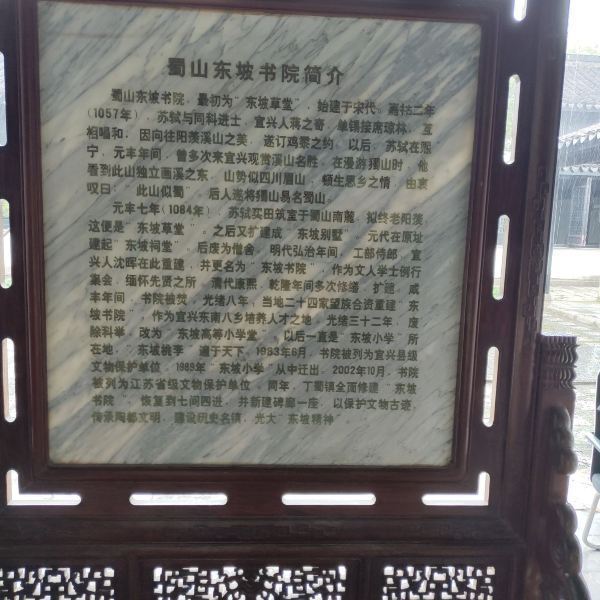 蜀山东坡书院简介
蜀山东坡书院，最初为“东坡草堂”，始建于宋代。嘉祐二年
(1057年)，苏轼与同科进士，宜兴人蒋之奇、单锡接席琼林，互
相唱和，因向往阳羡溪山之美，遂订鸡黍之约。以后，苏轼在熙
宁、元丰年间，曾多次来宜兴观赏溪山名胜，在漫游獨山时，他
看到此山独立画溪之东，山势似四川眉山，顿生思乡之情，由衷
叹曰：“此山似蜀”。后人遂将獨山易名蜀山。
元丰七年(1084年)，苏轼买田筑室于蜀山南麓，拟终老阳羡，
这便是“东坡草堂”。之后又扩建成“东坡别墅”。元代在原址
建起“东坡祠堂”。后废为僧舍，明代弘治年间，工部侍郎、宜
兴人沈晖在此重建，并更名为“东坡书院”，作为文人学士例行
集会，缅怀先贤之所。清代康熙、乾隆年间多次修缮、扩建，咸
丰年间，书院被焚。光绪八年，当地二十四家望族合资重建“东
坡书院”，作为宜兴东南八乡培养人才之地。光绪三十二年，废
除科举，改为“东坡高等小学堂”。以后一直是“东坡小学”所
在地，“东坡桃李”遍于天下。1983年6月，书院被列为宜兴县级
文物保护单位。1989年“东坡小学”从中迁出。2002年10月，书院
被列为江苏省级文物保护单位。同年，丁蜀镇全面修建“东坡
书院”，恢复到七间四进，并新建碑廊一座，以保护文物古迹，
传承陶都文明，建设历史名镇，光大“东坡精神”